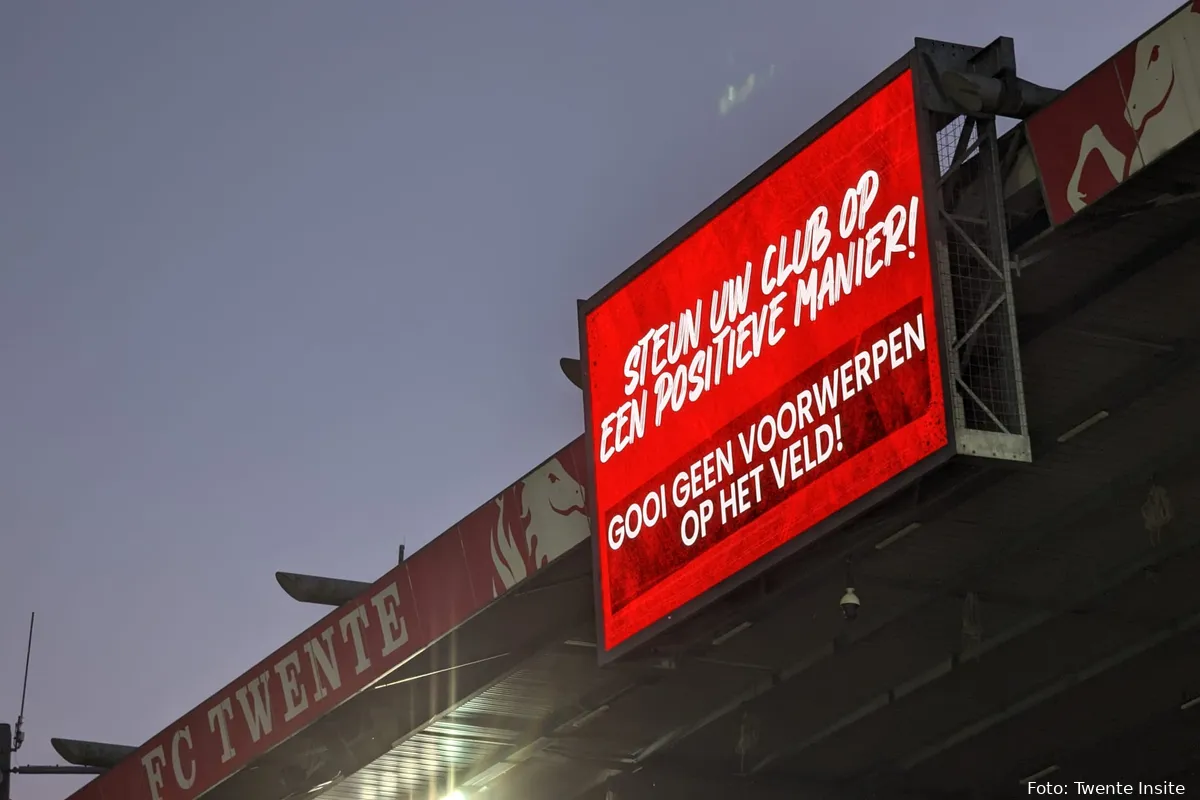 STEUN UW CLUB OP
EEN POSITIEVE MANIER!
GOOI GEEN VOORWERPEN
OP HET VELD!
FC TWENTE
Foto: Twente Insite